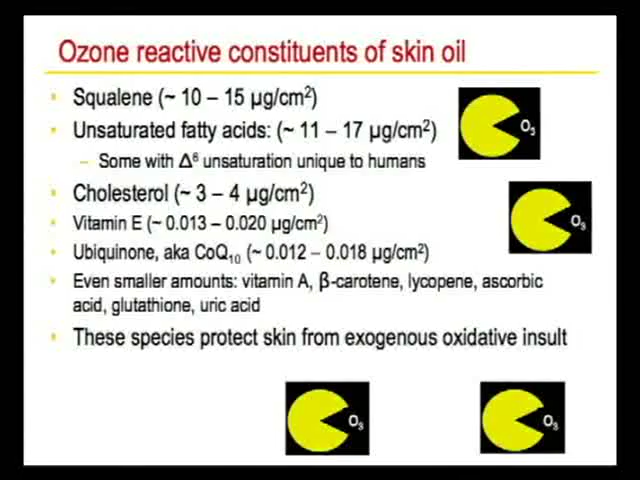 Ozone reactive constituents of skin oil
• Squalene (~ 10 – 15 µg/cm²)
• Unsaturated fatty acids: (~ 11 – 17 µg/cm²)
– Some with Δ⁶ unsaturation unique to humans
• Cholesterol (~ 3 – 4 µg/cm²)
• Vitamin E (~ 0.013 – 0.020 µg/cm²)
• Ubiquinone, aka CoQ₁₀ (~ 0.012 – 0.018 µg/cm²)
• Even smaller amounts: vitamin A, β-carotene, lycopene, ascorbic
acid, glutathione, uric acid
• These species protect skin from exogenous oxidative insult
O₃
O₃
O₃
O₃